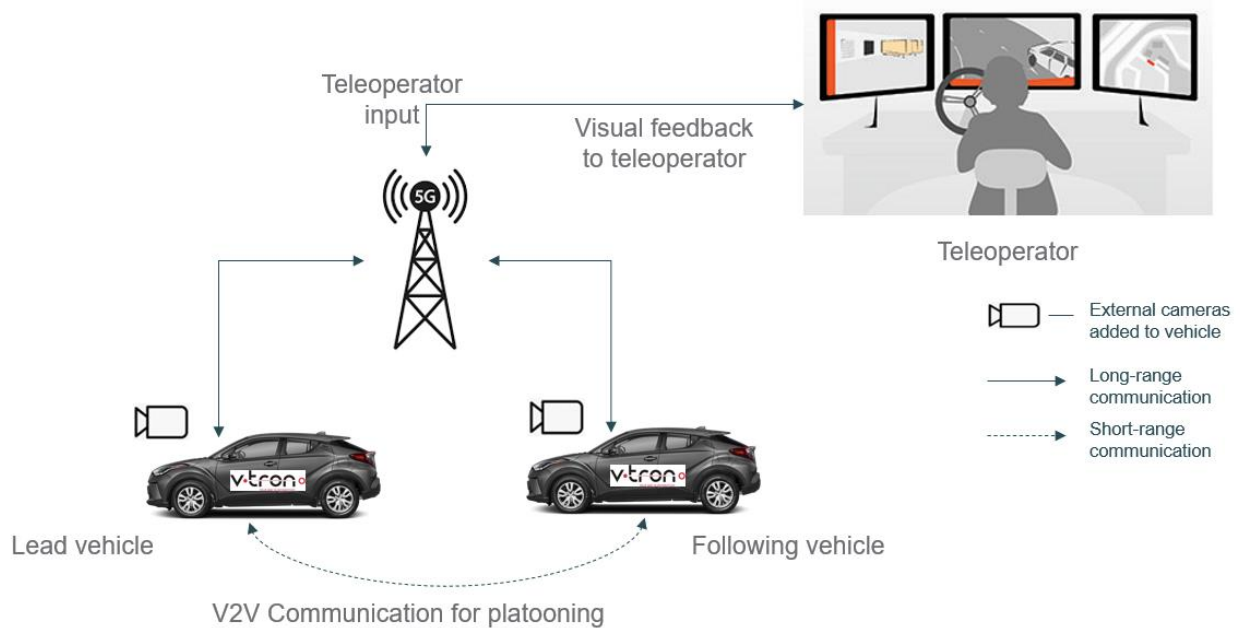 Teleoperator
input
Visual feedback
to teleoperator
5G
Teleoperator
External cameras
added to vehicle
Long-range
communication
Short-range
communication
v-tron
v-tron
Lead vehicle
Following vehicle
V2V Communication for platooning